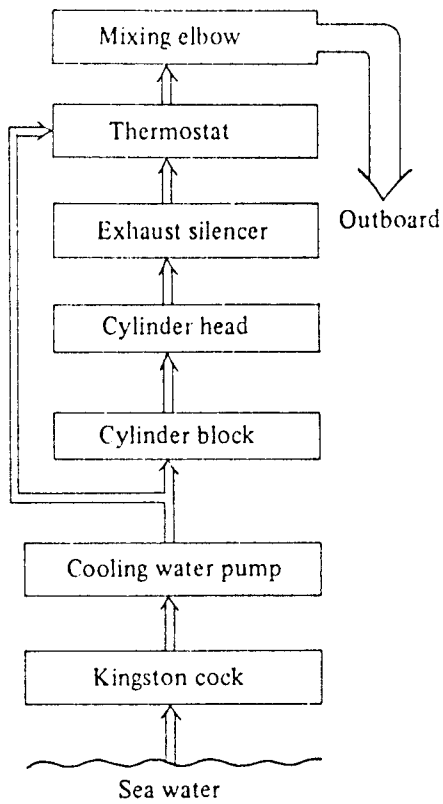 Mixing elbow
Thermostat
Exhaust silencer
Outboard
Cylinder head
Cylinder block
Cooling water pump
Kingston cock
Sea water